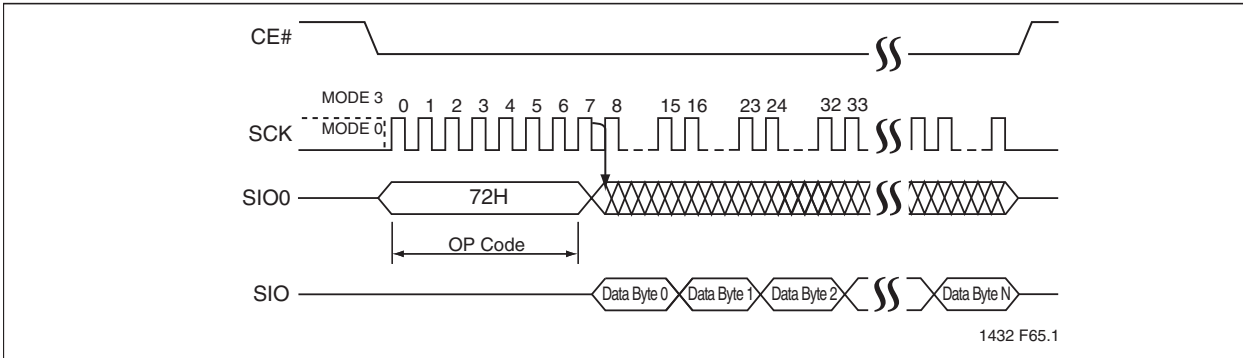 CE#
MODE 3
0 1 2 3 4 5 6 7 8 15 16 23 24 32 33
SCK
MODE 0
SIO0
72H
OP Code
SIO
Data Byte 0 Data Byte 1 Data Byte 2 Data Byte N
1432 F65.1